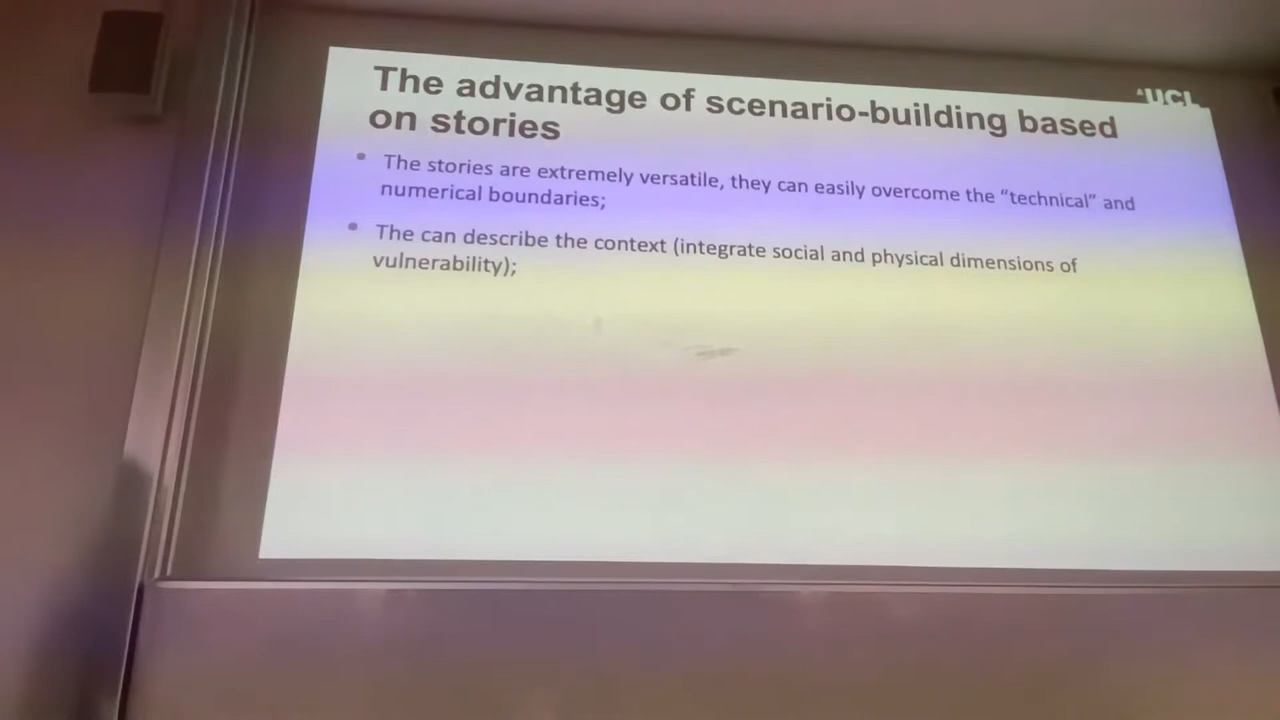 UCL
The advantage of scenario-building based
on stories
The stories are extremely versatile, they can easily overcome the “technical” and
numerical boundaries;
The can describe the context (integrate social and physical dimensions of
vulnerability);